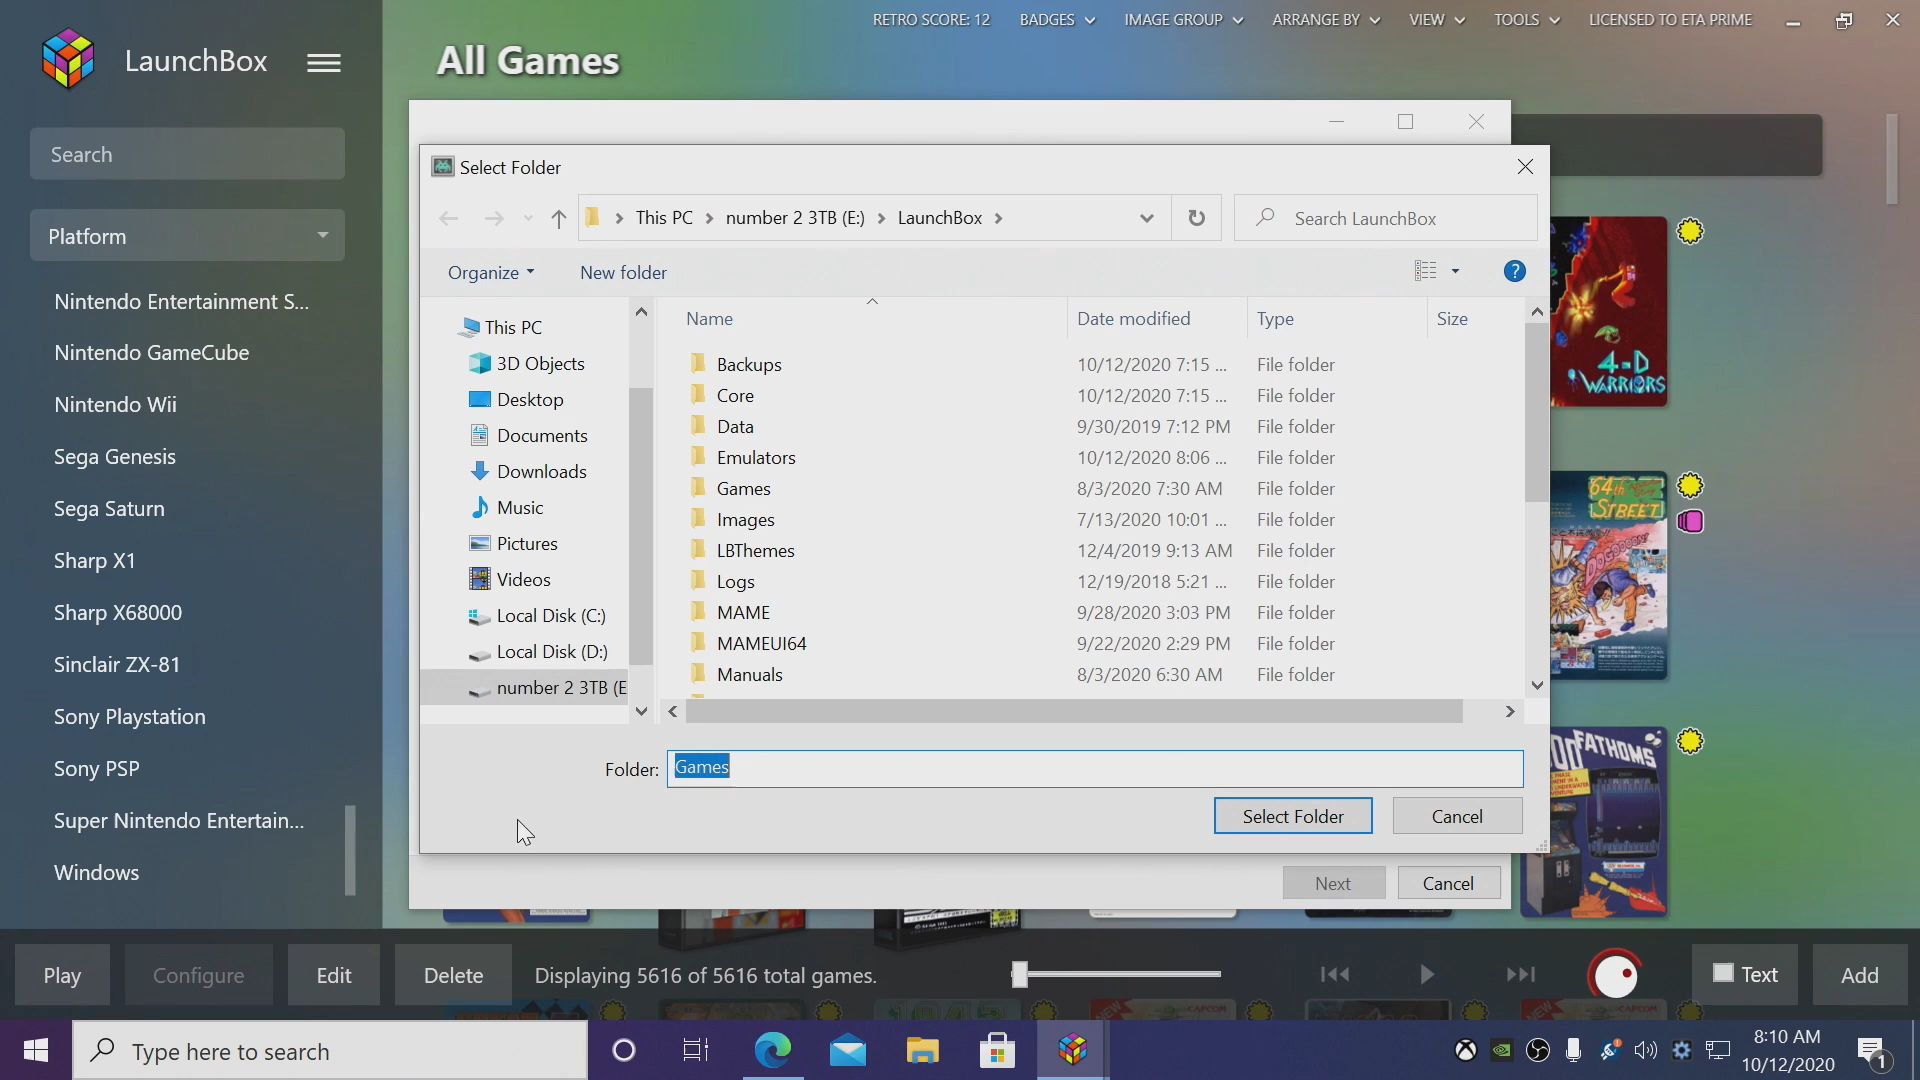 RETRO SCORE: 12
BADGES
IMAGE GROUP
ARRANGE BY
VIEW
TOOLS
LICENSED TO ETA PRIME
LaunchBox
All Games
Search
Platform
Nintendo Entertainment S...
Nintendo GameCube
Nintendo Wii
Sega Genesis
Sega Saturn
Sharp X1
Sharp X68000
Sinclair ZX-81
Sony Playstation
Sony PSP
Super Nintendo Entertain...
Windows
Select Folder
This PC
number 2 3TB (E:)
LaunchBox
Search LaunchBox
Organize
New folder
?
This PC
3D Objects
Desktop
Documents
Downloads
Music
Pictures
Videos
Local Disk (C:)
Local Disk (D:)
number 2 3TB (E
Name Date modified Type Size
Backups 10/12/2020 7:15 ... File folder
Core 10/12/2020 7:15 ... File folder
Data 9/30/2019 7:12 PM File folder
Emulators 10/12/2020 8:06 ... File folder
Games 8/3/2020 7:30 AM File folder
Images 7/13/2020 10:01 ... File folder
LBThemes 12/4/2019 9:13 AM File folder
Logs 12/19/2018 5:21 ... File folder
MAME 9/28/2020 3:03 PM File folder
MAMEUI64 9/22/2020 2:29 PM File folder
Manuals 8/3/2020 6:30 AM File folder
Folder: Games
Select Folder
Cancel
Next
Cancel
4-D
WARRIORS
64th
STREET
FATHOMS
Play
Configure
Edit
Delete
Displaying 5616 of 5616 total games.
Text
Add
NEW
CAPCOM
NEW
CAPCOM
Type here to search
8:10 AM
10/12/2020
1